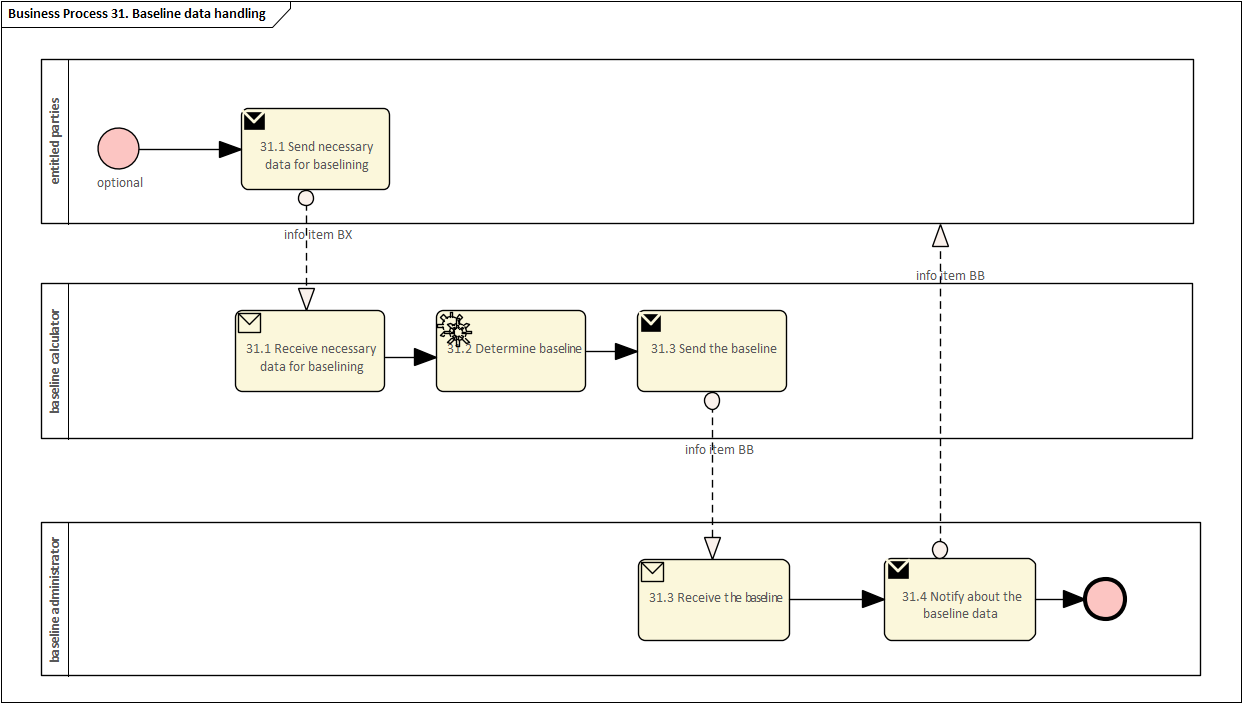 Business Process 31. Baseline data handling
entitled parties
optional
31.1 Send necessary
data for baselining
info item BX
info item BB
baseline calculator
31.1 Receive necessary
data for baselining
31.2 Determine baseline
31.3 Send the baseline
info item BB
baseline administrator
31.3 Receive the baseline
31.4 Notify about the
baseline data